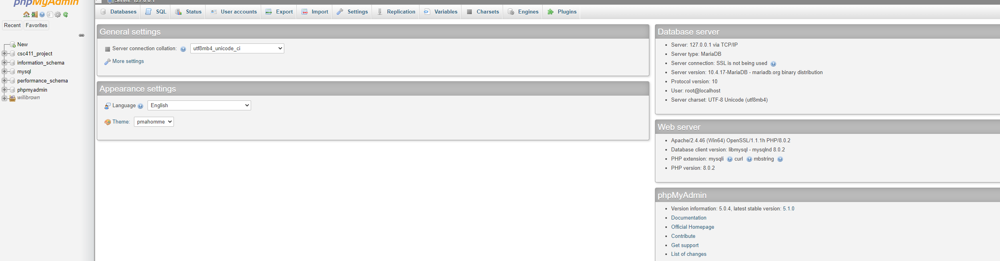 phpMyAdmin
Server: 127.0.0.1
Databases SQL Status User accounts Export Import Settings Replication Variables Charsets Engines Plugins
Recent Favorites
New
csc411_project
information_schema
mysql
performance_schema
phpmyadmin
willibrown
General settings
Server connection collation: utf8mb4_unicode_ci
More settings
Appearance settings
Language English
Theme: pmahomme
Database server
Server: 127.0.0.1 via TCP/IP
Server type: MariaDB
Server connection: SSL is not being used
Server version: 10.4.17-MariaDB - mariadb.org binary distribution
Protocol version: 10
User: root@localhost
Server charset: UTF-8 Unicode (utf8mb4)
Web server
Apache/2.4.46 (Win64) OpenSSL/1.1.1h PHP/8.0.2
Database client version: libmysql - mysqlnd 8.0.2
PHP extension: mysqli curl mbstring
PHP version: 8.0.2
phpMyAdmin
Version information: 5.0.4, latest stable version: 5.1.0
Documentation
Official Homepage
Contribute
Get support
List of changes